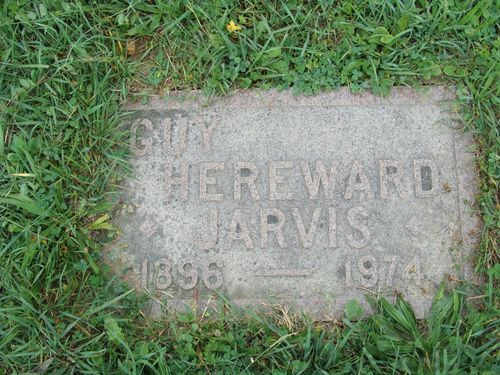 GUY
HEREWARD
JARVIS
1896 — 1974